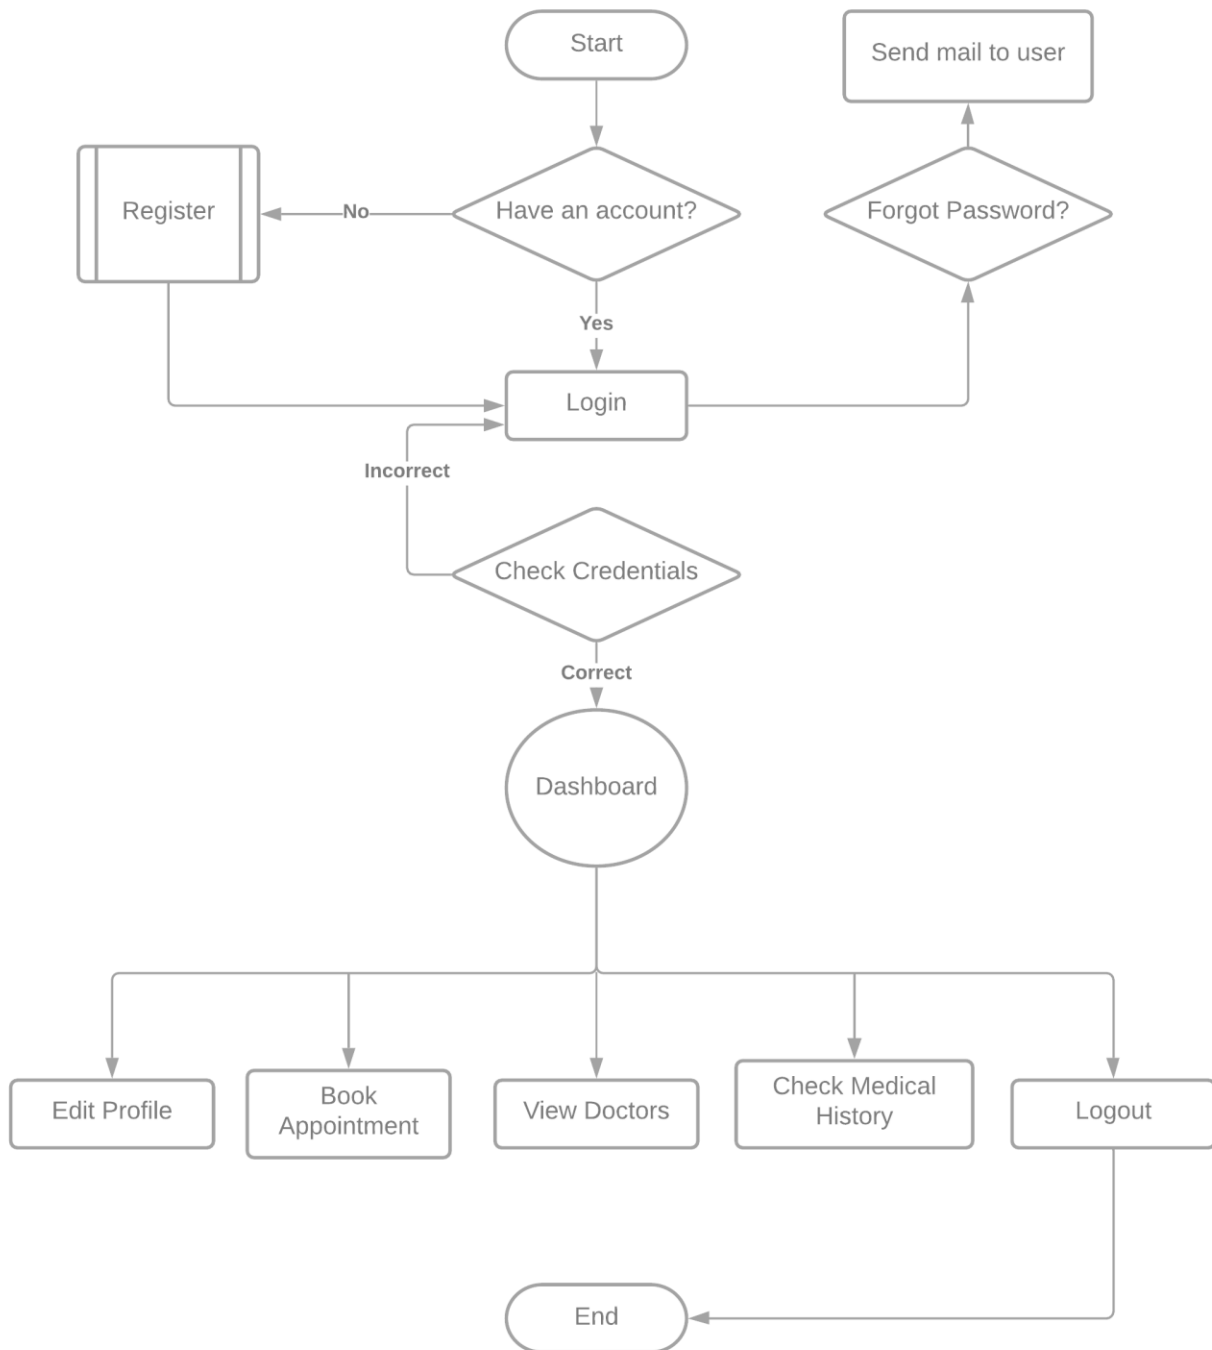 Start
Send mail to user
Register
No
Have an account?
Forgot Password?
Yes
Login
Incorrect
Check Credentials
Correct
Dashboard
Edit Profile
Book
Appointment
View Doctors
Check Medical
History
Logout
End